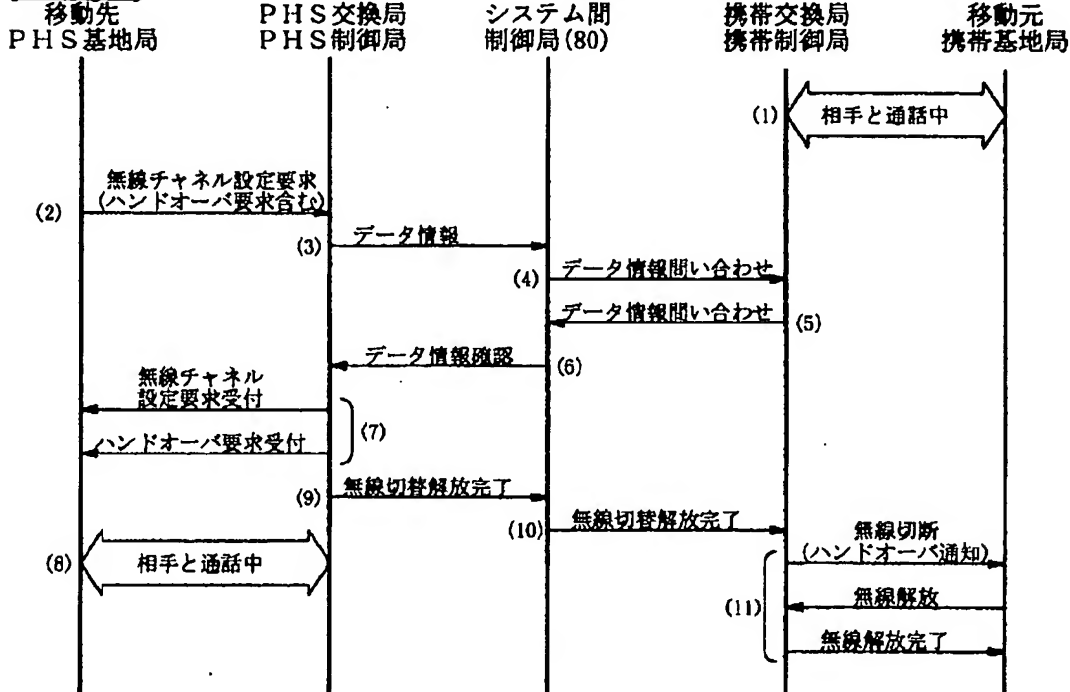 移動先
PHS基地局
PHS交換局
PHS制御局
システム間
制御局(80)
携帯交換局
携帯制御局
移動元
携帯基地局
(1) 相手と通話中
無線チャネル設定要求
(2) (ハンドオーバ要求含む)
(3) データ情報
(4) データ情報問い合わせ
データ情報問い合わせ (5)
データ情報確認 (6)
無線チャネル
設定要求受付
(7)
ハンドオーバ要求受付
(9) 無線切替解放完了
(10) 無線切替解放完了
無線切断
(ハンドオーバ通知)
(8) 相手と通話中
(11) 無線解放
無線解放完了